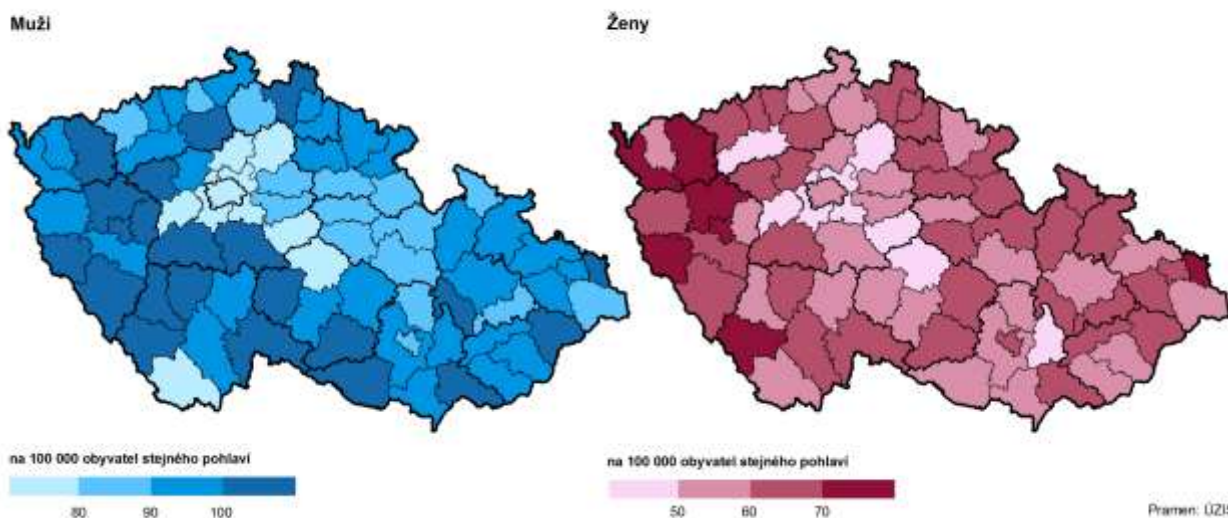 Muži
Ženy
na 100 000 obyvatel stejného pohlaví
80 90 100
na 100 000 obyvatel stejného pohlaví
50 60 70
Pramen: